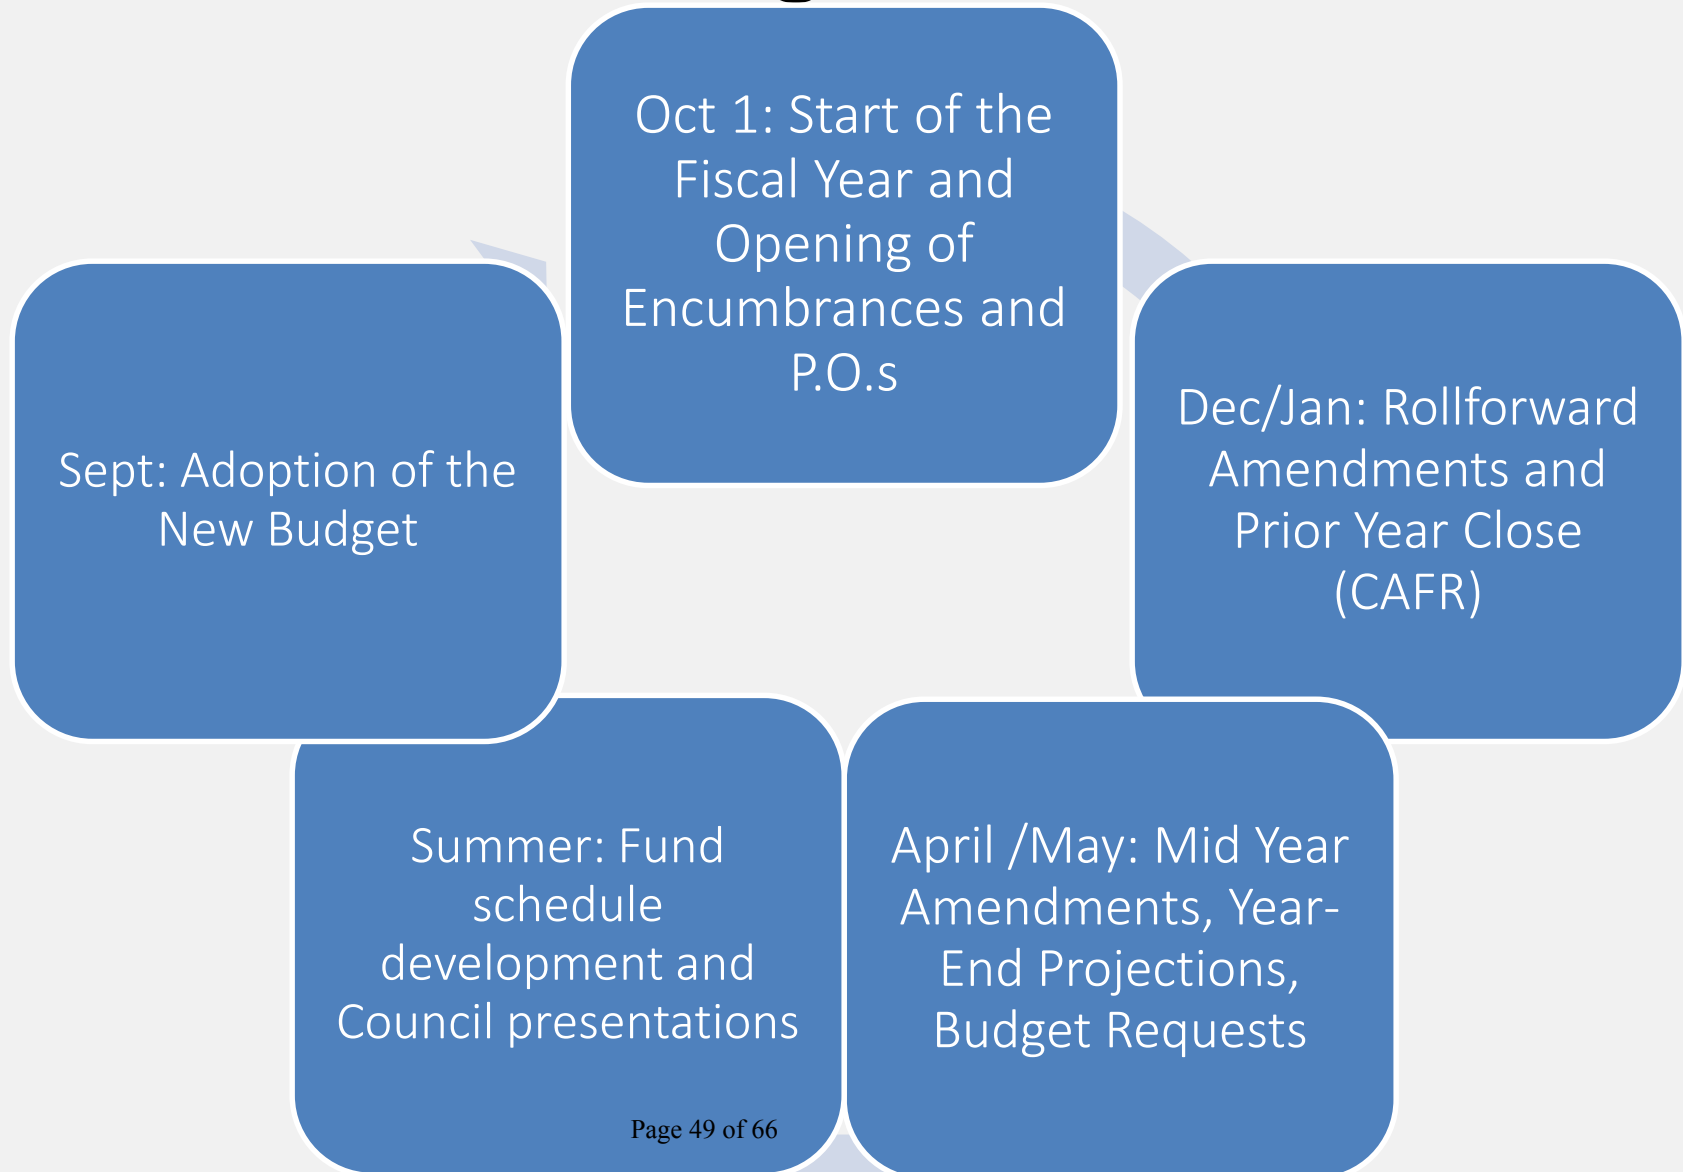 Oct 1: Start of the
Fiscal Year and
Opening of
Encumbrances and
P.O.s
Dec/Jan: Rollforward
Amendments and
Prior Year Close
(CAFR)
April /May: Mid Year
Amendments, Year-
End Projections,
Budget Requests
Summer: Fund
schedule
development and
Council presentations
Sept: Adoption of the
New Budget
Page 49 of 66